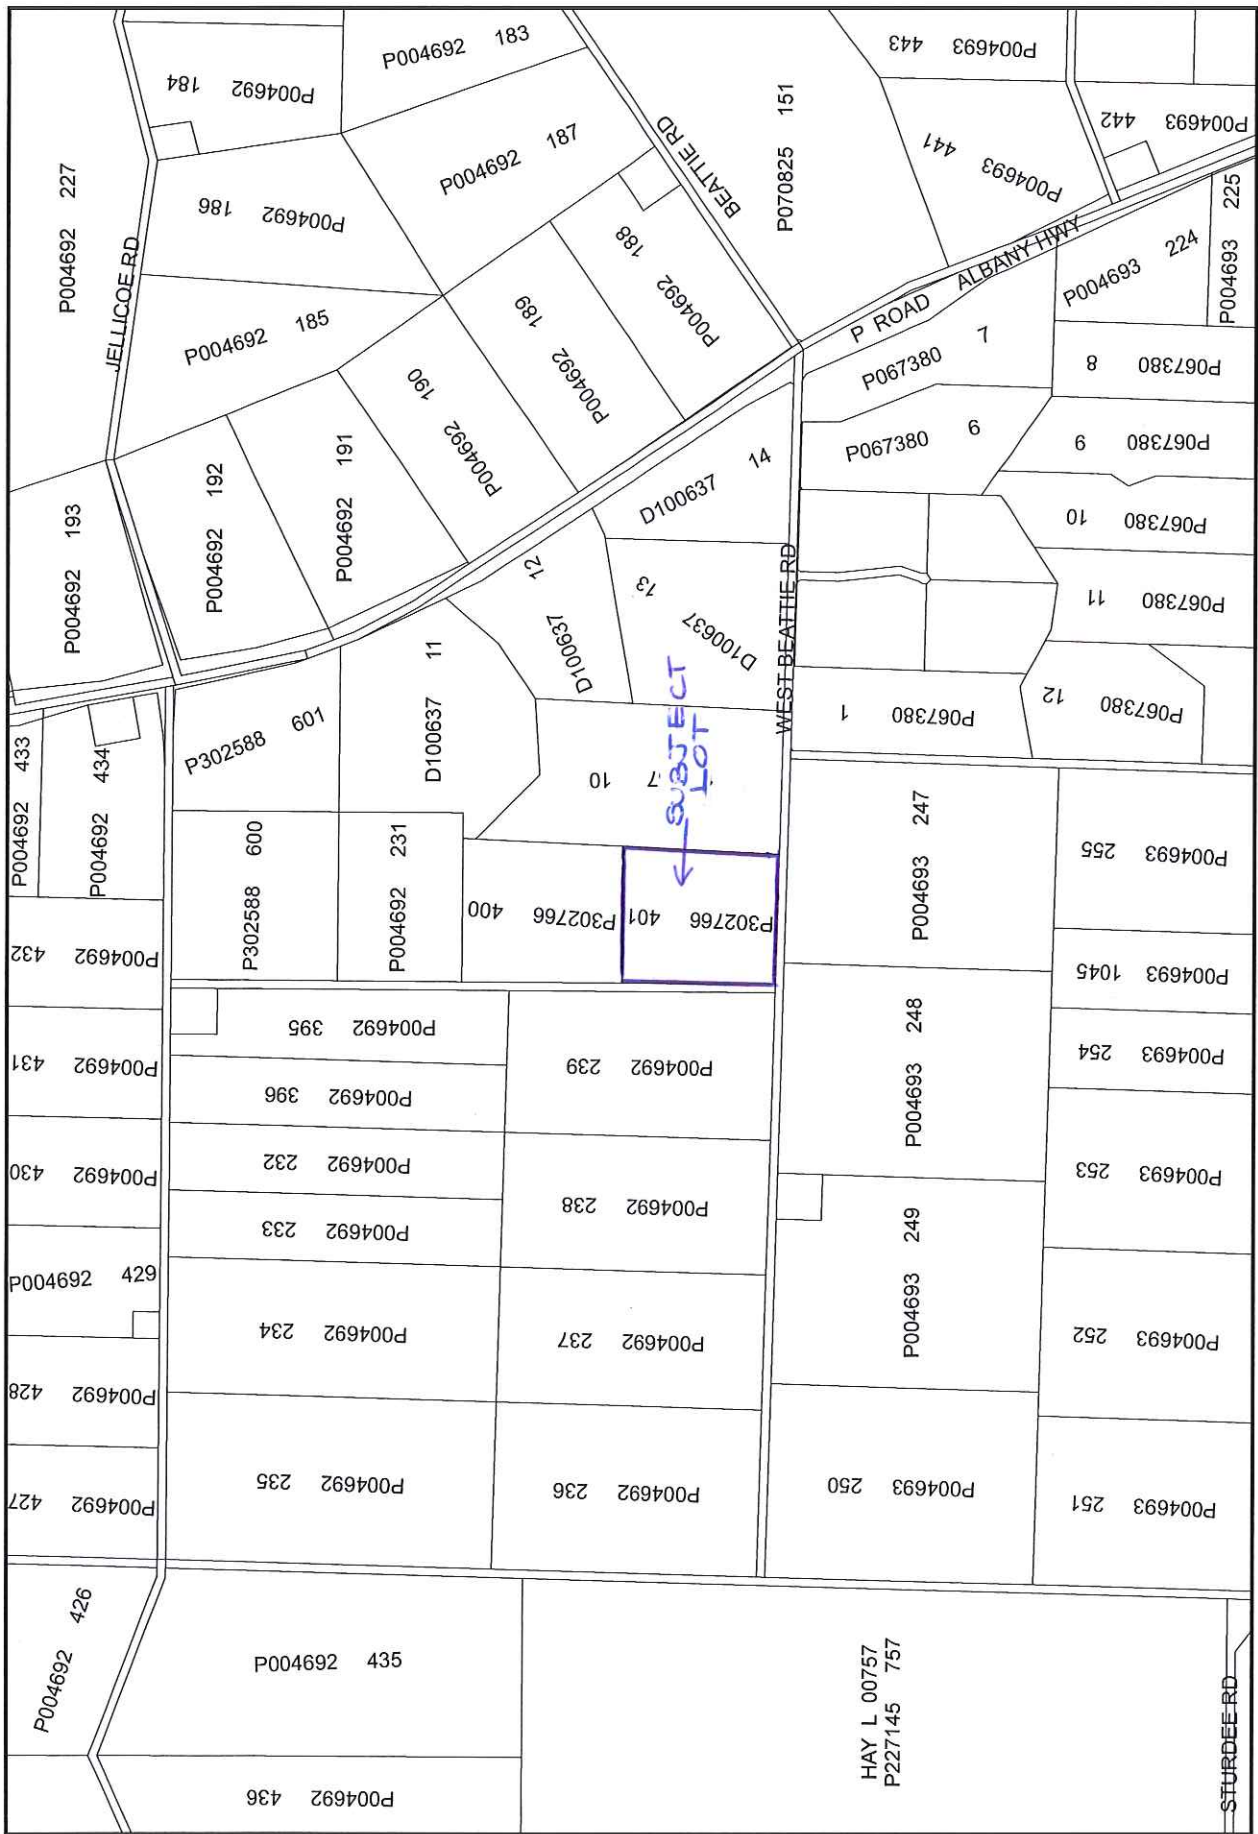 P004692 183
P004692 184
P004693 443
P004692 227
P004692 187
BEATTIE RD
P070825 151
P004693 441
P004693 442
P004692 186
P004692 188
P004693 225
JELLICOE RD
P004692 185
P004692 189
P ROAD ALBANY HWY
P004693 224
P067380 7
P067380 8
P004692 190
P067380 6
P067380 9
P004692 193
P004692 192
P004692 191
D100637 14
P067380 10
D100637 12
D100637 13
WEST BEATTIE RD
P067380 11
P004692 433
P004692 434
P302588 601
D100637 11
SUBJECT
LOT
10
P067380 1
P067380 12
P302588 600
P004692 231
P302766 400
P302766 401
P004693 247
P004693 255
P004692 432
P004693 1045
P004692 431
P004692 395
P004692 239
P004693 248
P004693 254
P004692 396
P004692 430
P004692 232
P004692 238
P004693 253
P004692 233
P004692 429
P004693 249
P004692 234
P004692 237
P004693 252
P004692 428
P004692 427
P004692 235
P004692 236
P004693 250
P004693 251
P004692 426
P004692 435
HAY L 00757
P227145 757
STURDEE RD
P004692 436